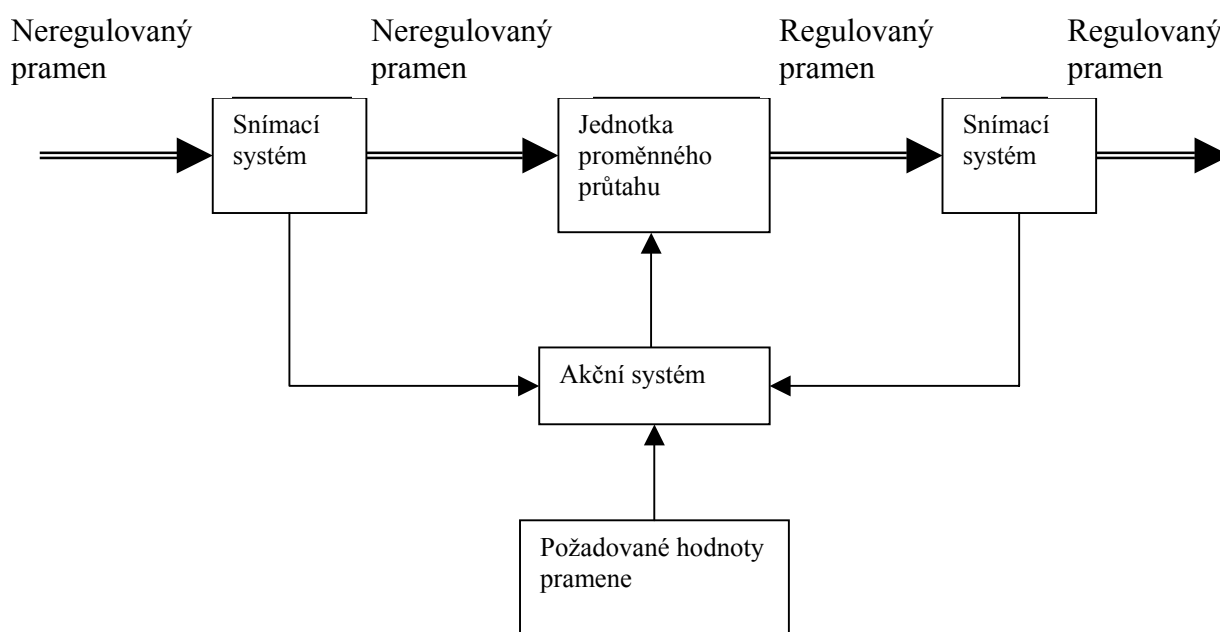 Neregulovaný
pramen
Neregulovaný
pramen
Regulovaný
pramen
Regulovaný
pramen
Snímací
systém
Jednotka
proměnného
průtahu
Snímací
systém
Akční systém
Požadované hodnoty
pramene